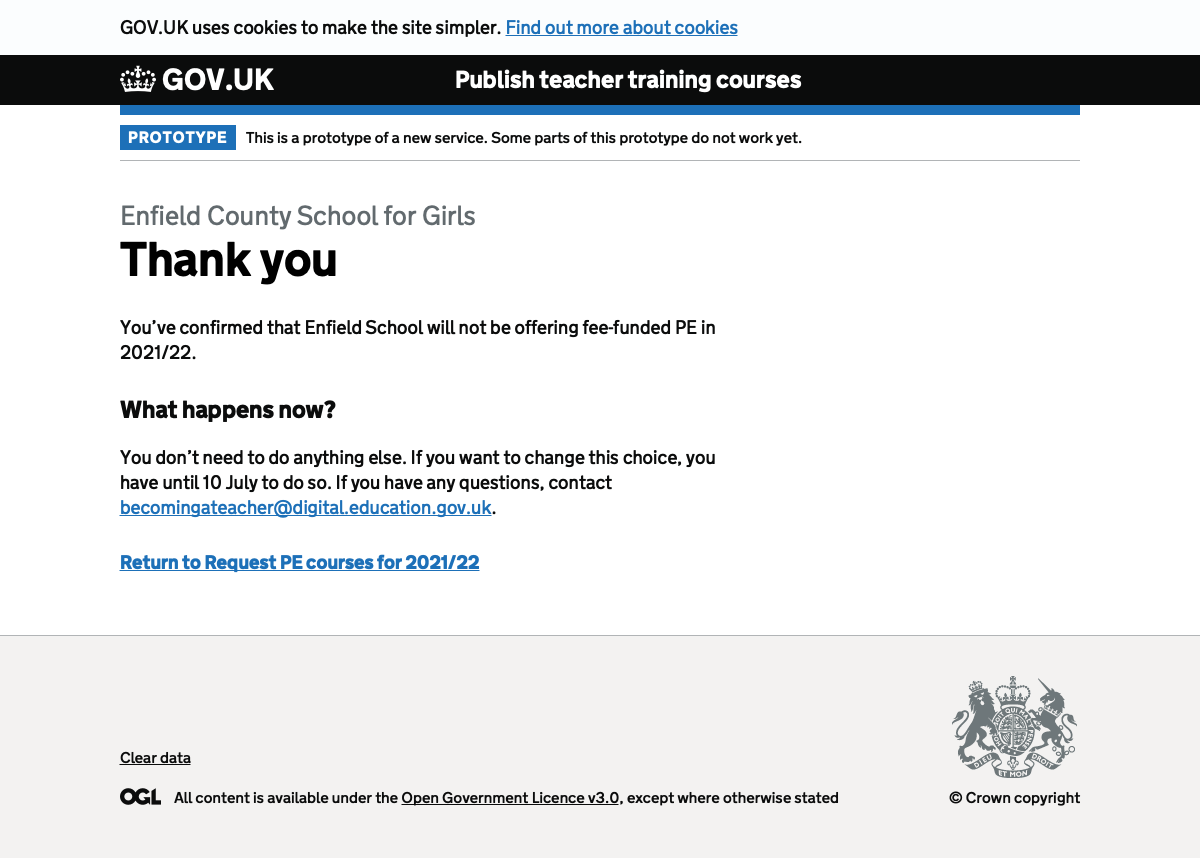 GOV.UK uses cookies to make the site simpler. Find out more about cookies
GOV.UK Publish teacher training courses
PROTOTYPE This is a prototype of a new service. Some parts of this prototype do not work yet.
Enfield County School for Girls
Thank you
You’ve confirmed that Enfield School will not be offering fee-funded PE in
2021/22.
What happens now?
You don’t need to do anything else. If you want to change this choice, you
have until 10 July to do so. If you have any questions, contact
becomingateacher@digital.education.gov.uk.
Return to Request PE courses for 2021/22
DIEU ET MON DROIT
Clear data
OGL All content is available under the Open Government Licence v3.0, except where otherwise stated
© Crown copyright